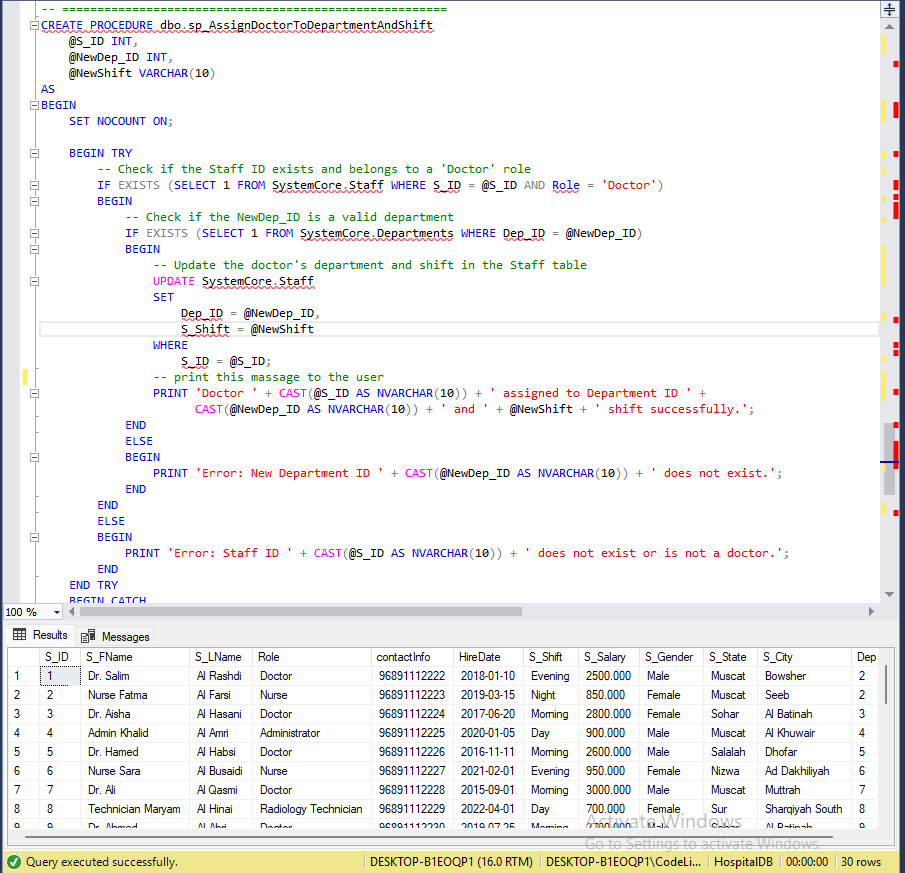 -- =======================================================
CREATE PROCEDURE dbo.sp_AssignDoctorToDepartmentAndShift
@S_ID INT,
@NewDep_ID INT,
@NewShift VARCHAR(10)
AS
BEGIN
SET NOCOUNT ON;
BEGIN TRY
-- Check if the Staff ID exists and belongs to a 'Doctor' role
IF EXISTS (SELECT 1 FROM SystemCore.Staff WHERE S_ID = @S_ID AND Role = 'Doctor')
BEGIN
-- Check if the NewDep_ID is a valid department
IF EXISTS (SELECT 1 FROM SystemCore.Departments WHERE Dep_ID = @NewDep_ID)
BEGIN
-- Update the doctor's department and shift in the Staff table
UPDATE SystemCore.Staff
SET
Dep_ID = @NewDep_ID,
S_Shift = @NewShift
WHERE
S_ID = @S_ID;
-- print this massage to the user
PRINT 'Doctor ' + CAST(@S_ID AS NVARCHAR(10)) + ' assigned to Department ID ' +
CAST(@NewDep_ID AS NVARCHAR(10)) + ' and ' + @NewShift + ' shift successfully.';
END
ELSE
BEGIN
PRINT 'Error: New Department ID ' + CAST(@NewDep_ID AS NVARCHAR(10)) + ' does not exist.';
END
END
ELSE
BEGIN
PRINT 'Error: Staff ID ' + CAST(@S_ID AS NVARCHAR(10)) + ' does not exist or is not a doctor.';
END
END TRY
BEGIN CATCH
100 %
Results Messages
S_ID S_FName S_LName Role contactInfo HireDate S_Shift S_Salary S_Gender S_State S_City Dep
1 1 Dr. Salim Al Rashdi Doctor 96891112222 2018-01-10 Evening 2500.000 Male Muscat Bowsher 2
2 2 Nurse Fatma Al Farsi Nurse 96891112223 2019-03-15 Night 850.000 Female Muscat Seeb 2
3 3 Dr. Aisha Al Hasani Doctor 96891112224 2017-06-20 Morning 2800.000 Female Sohar Al Batinah 3
4 4 Admin Khalid Al Amri Administrator 96891112225 2020-01-05 Day 900.000 Male Muscat Al Khuwair 4
5 5 Dr. Hamed Al Habsi Doctor 96891112226 2016-11-11 Morning 2600.000 Male Salalah Dhofar 5
6 6 Nurse Sara Al Busaidi Nurse 96891112227 2021-02-01 Evening 950.000 Female Nizwa Ad Dakhiliyah 6
7 7 Dr. Ali Al Qasmi Doctor 96891112228 2015-09-01 Morning 3000.000 Male Muscat Muttrah 7
8 8 Technician Maryam Al Hinai Radiology Technician 96891112229 2022-04-01 Day 700.000 Female Sur Sharqiyah South 8
9 9 Dr. Ahmed Al Abri Doctor 96891112230 2019-07-25 Morning 2700.000 Male Sohar Al Batinah 9
Activate Windows
Go to Settings to activate Windows.
Query executed successfully. DESKTOP-B1EOQP1 (16.0 RTM) DESKTOP-B1EOQP1\CodeLi... HospitalDB 00:00:00 30 rows